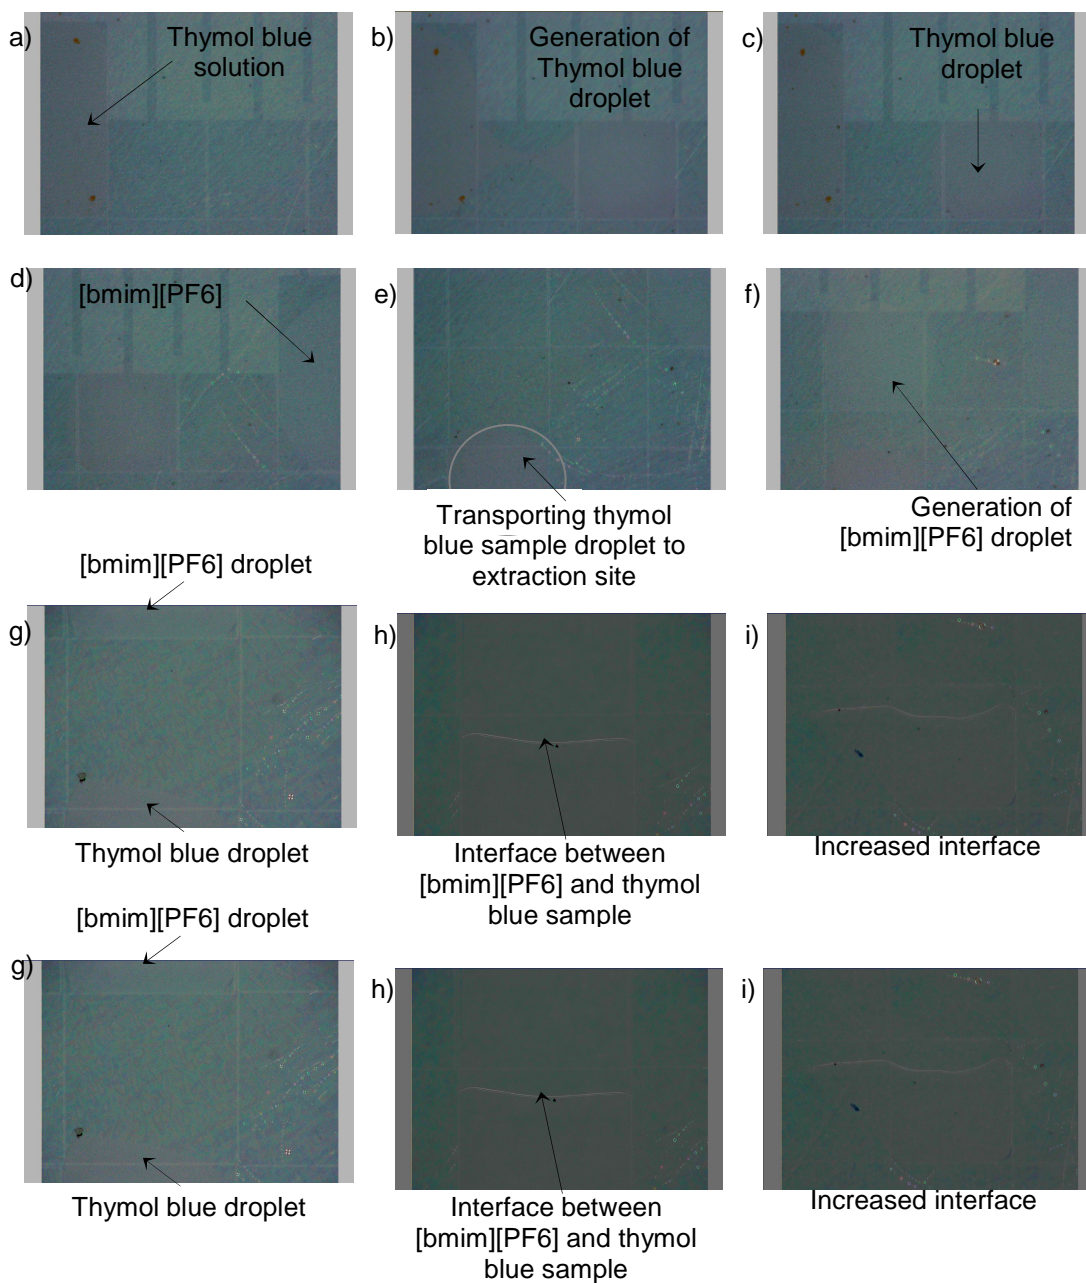 a)
Thymol blue
solution
b)
Generation of
Thymol blue
droplet
c)
Thymol blue
droplet
d)
[bmim][PF6]
e)
Transporting thymol
blue sample droplet to
extraction site
f)
Generation of
[bmim][PF6] droplet
[bmim][PF6] droplet
g)
Thymol blue droplet
h)
Interface between
[bmim][PF6] and thymol
blue sample
i)
Increased interface
[bmim][PF6] droplet
g)
Thymol blue droplet
h)
Interface between
[bmim][PF6] and thymol
blue sample
i)
Increased interface